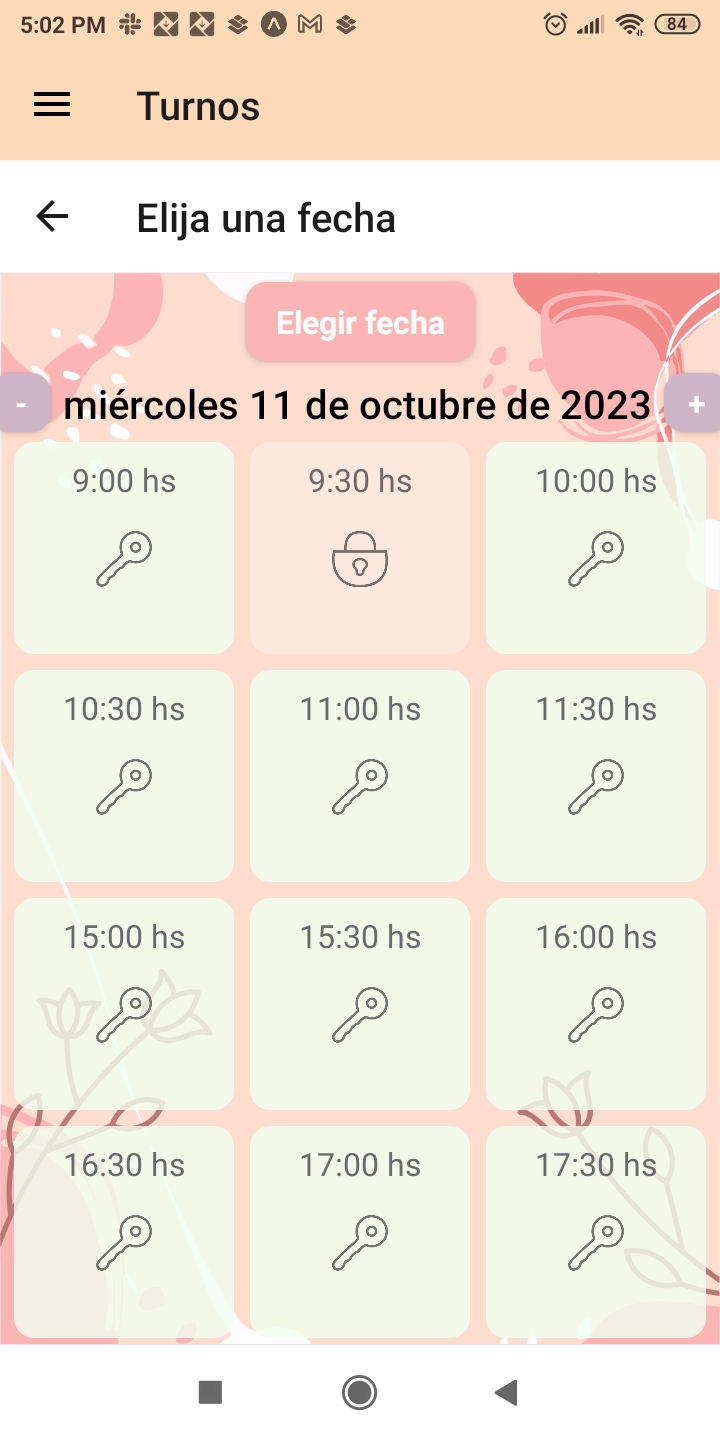 5:02 PM 84
Turnos
Elija una fecha
Elegir fecha
- miércoles 11 de octubre de 2023 +
9:00 hs 9:30 hs 10:00 hs
10:30 hs 11:00 hs 11:30 hs
15:00 hs 15:30 hs 16:00 hs
16:30 hs 17:00 hs 17:30 hs